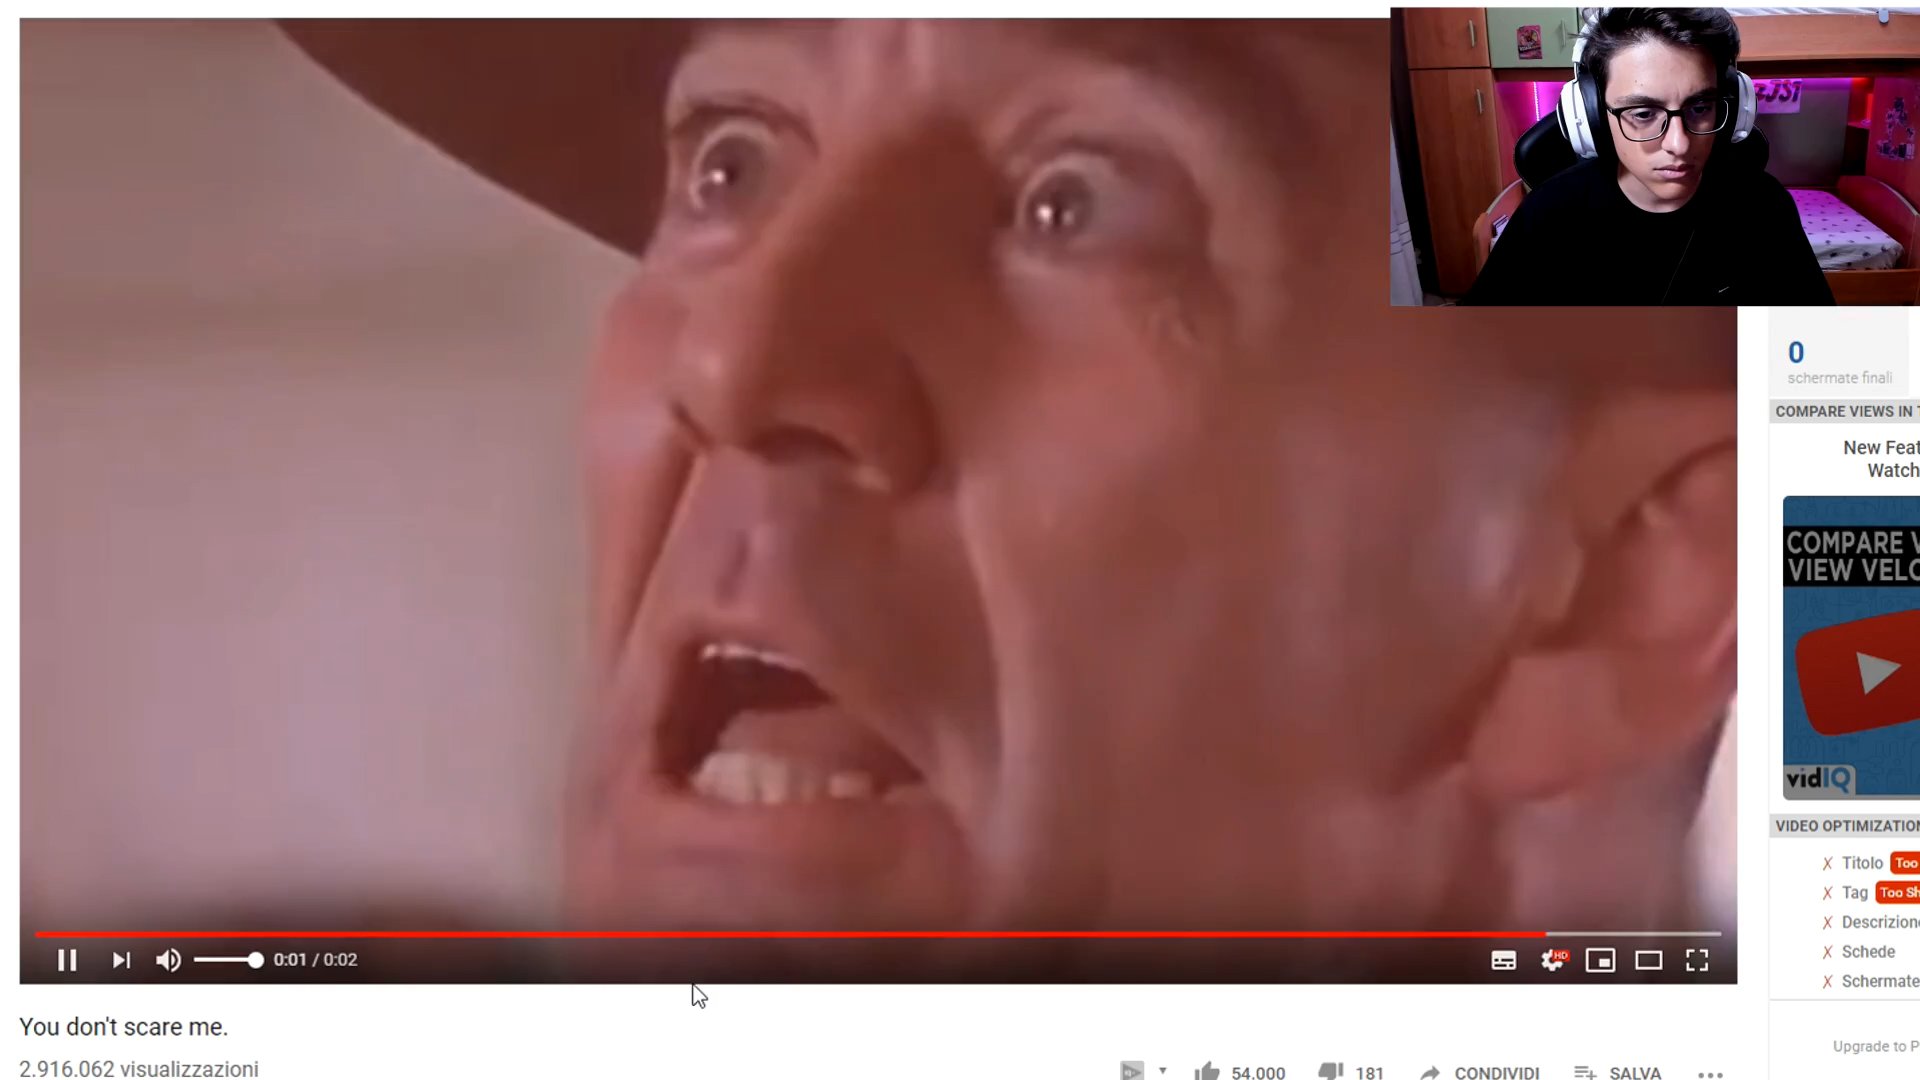 0
schermate finali
COMPARE VIEWS IN
New Feat
Watch
COMPARE V
VIEW VELO
vidIQ
VIDEO OPTIMIZATION
X Titolo Too
X Tag Too Sh
X Descrizione
X Schede
X Schermate
Upgrade to P
0:01 / 0:02
HD
You don't scare me.
2.916.062 visualizzazioni
54.000
181
CONDIVIDI
SALVA